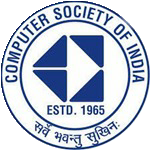 COMPUTER SOCIETY OF INDIA
ESTD. 1965
सर्वे भवन्तु सुखिनः